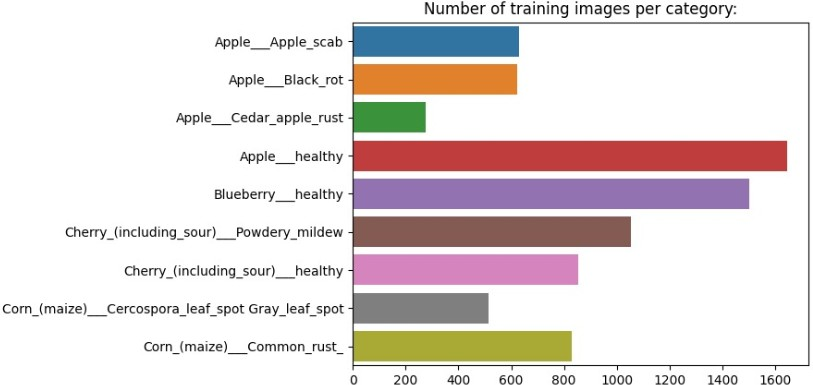 Number of training images per category:
Apple___Apple_scab
Apple___Black_rot
Apple___Cedar_apple_rust
Apple___healthy
Blueberry___healthy
Cherry_(including_sour)___Powdery_mildew
Cherry_(including_sour)___healthy
Corn_(maize)___Cercospora_leaf_spot Gray_leaf_spot
Corn_(maize)___Common_rust_
0 200 400 600 800 1000 1200 1400 1600